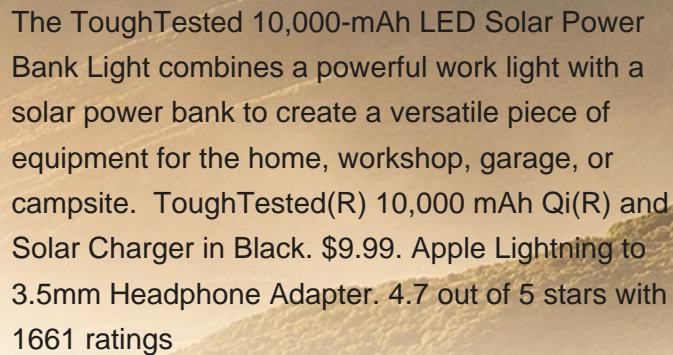 The ToughTested 10,000-mAh LED Solar Power
Bank Light combines a powerful work light with a
solar power bank to create a versatile piece of
equipment for the home, workshop, garage, or
campsite.  ToughTested(R) 10,000 mAh Qi(R) and
Solar Charger in Black. $9.99. Apple Lightning to
3.5mm Headphone Adapter. 4.7 out of 5 stars with
1661 ratings